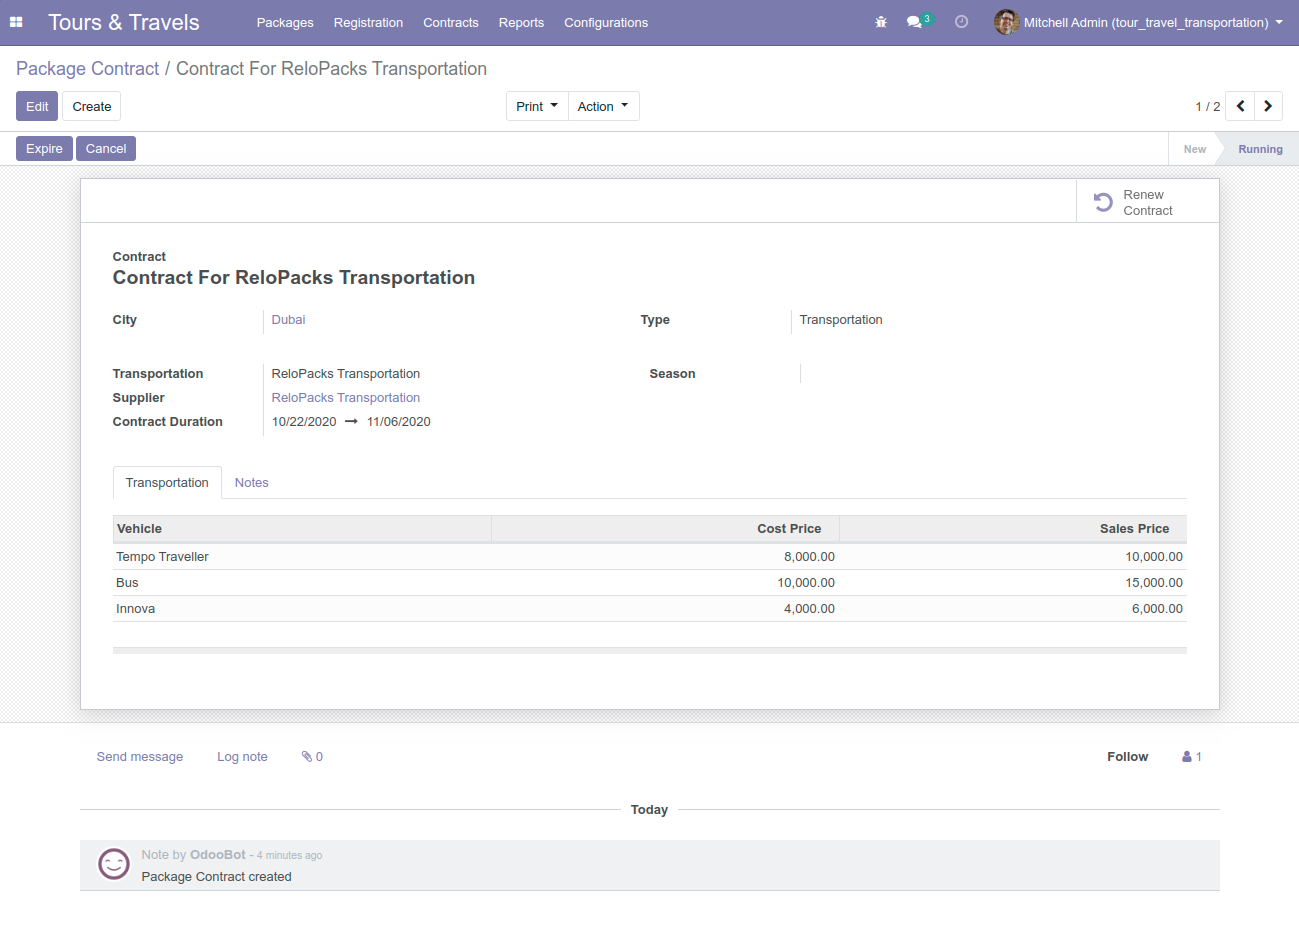 Tours & Travels Packages Registration Contracts Reports Configurations 3 Mitchell Admin (tour_travel_transportation)
Package Contract / Contract For ReloPacks Transportation
Edit Create Print Action 1 / 2
Expire Cancel New Running
Renew
Contract
Contract
Contract For ReloPacks Transportation
City Dubai Type Transportation
Transportation ReloPacks Transportation Season
Supplier ReloPacks Transportation
Contract Duration 10/22/2020 → 11/06/2020
Transportation Notes
Vehicle Cost Price Sales Price
Tempo Traveller 8,000.00 10,000.00
Bus 10,000.00 15,000.00
Innova 4,000.00 6,000.00
Send message Log note 0 Follow 1
Today
Note by OdooBot - 4 minutes ago
Package Contract created